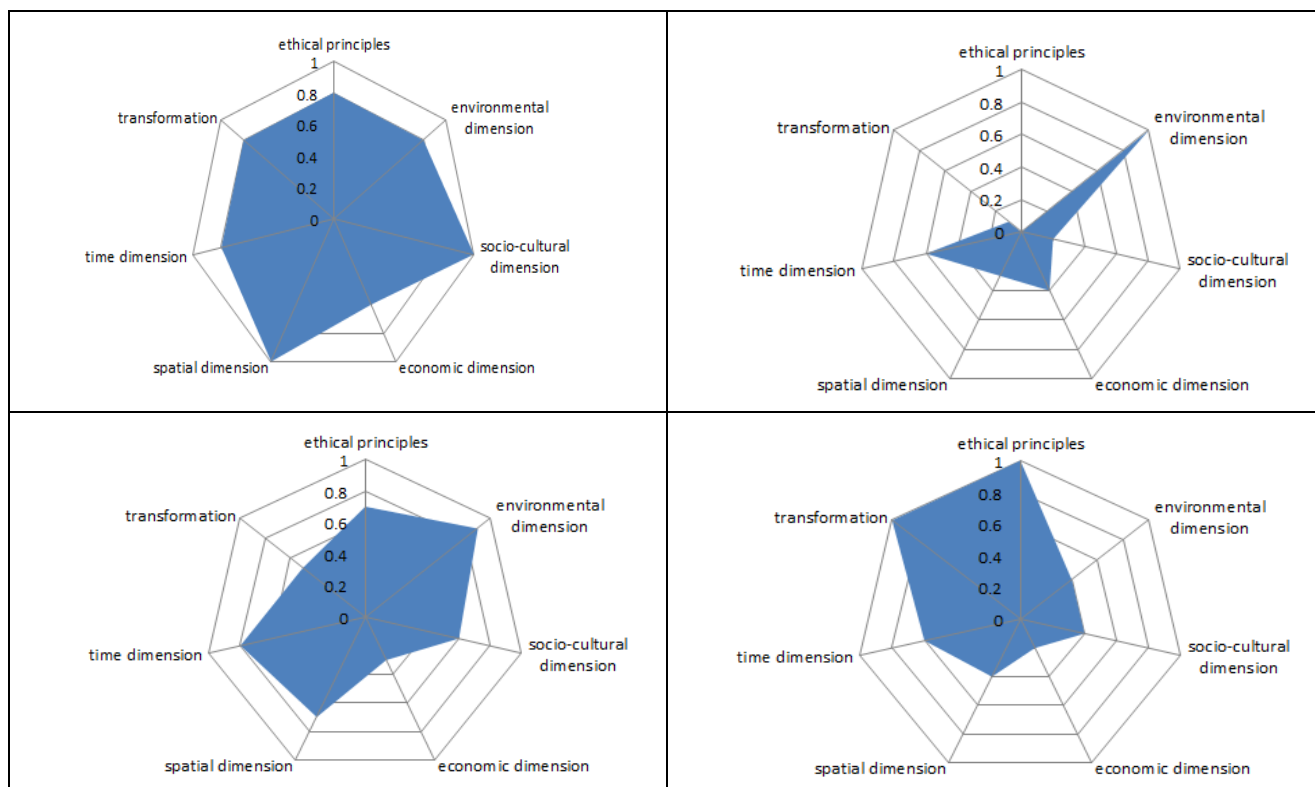 ethical principles
1
0.8
0.6
0.4
0.2
0
environmental
dimension
socio-cultural
dimension
economic dimension
spatial dimension
time dimension
transformation
ethical principles
1
0.8
0.6
0.4
0.2
0
environmental
dimension
socio-cultural
dimension
economic dimension
spatial dimension
time dimension
transformation
ethical principles
1
0.8
0.6
0.4
0.2
0
environmental
dimension
socio-cultural
dimension
economic dimension
spatial dimension
time dimension
transformation
ethical principles
1
0.8
0.6
0.4
0.2
0
environmental
dimension
socio-cultural
dimension
economic dimension
spatial dimension
time dimension
transformation